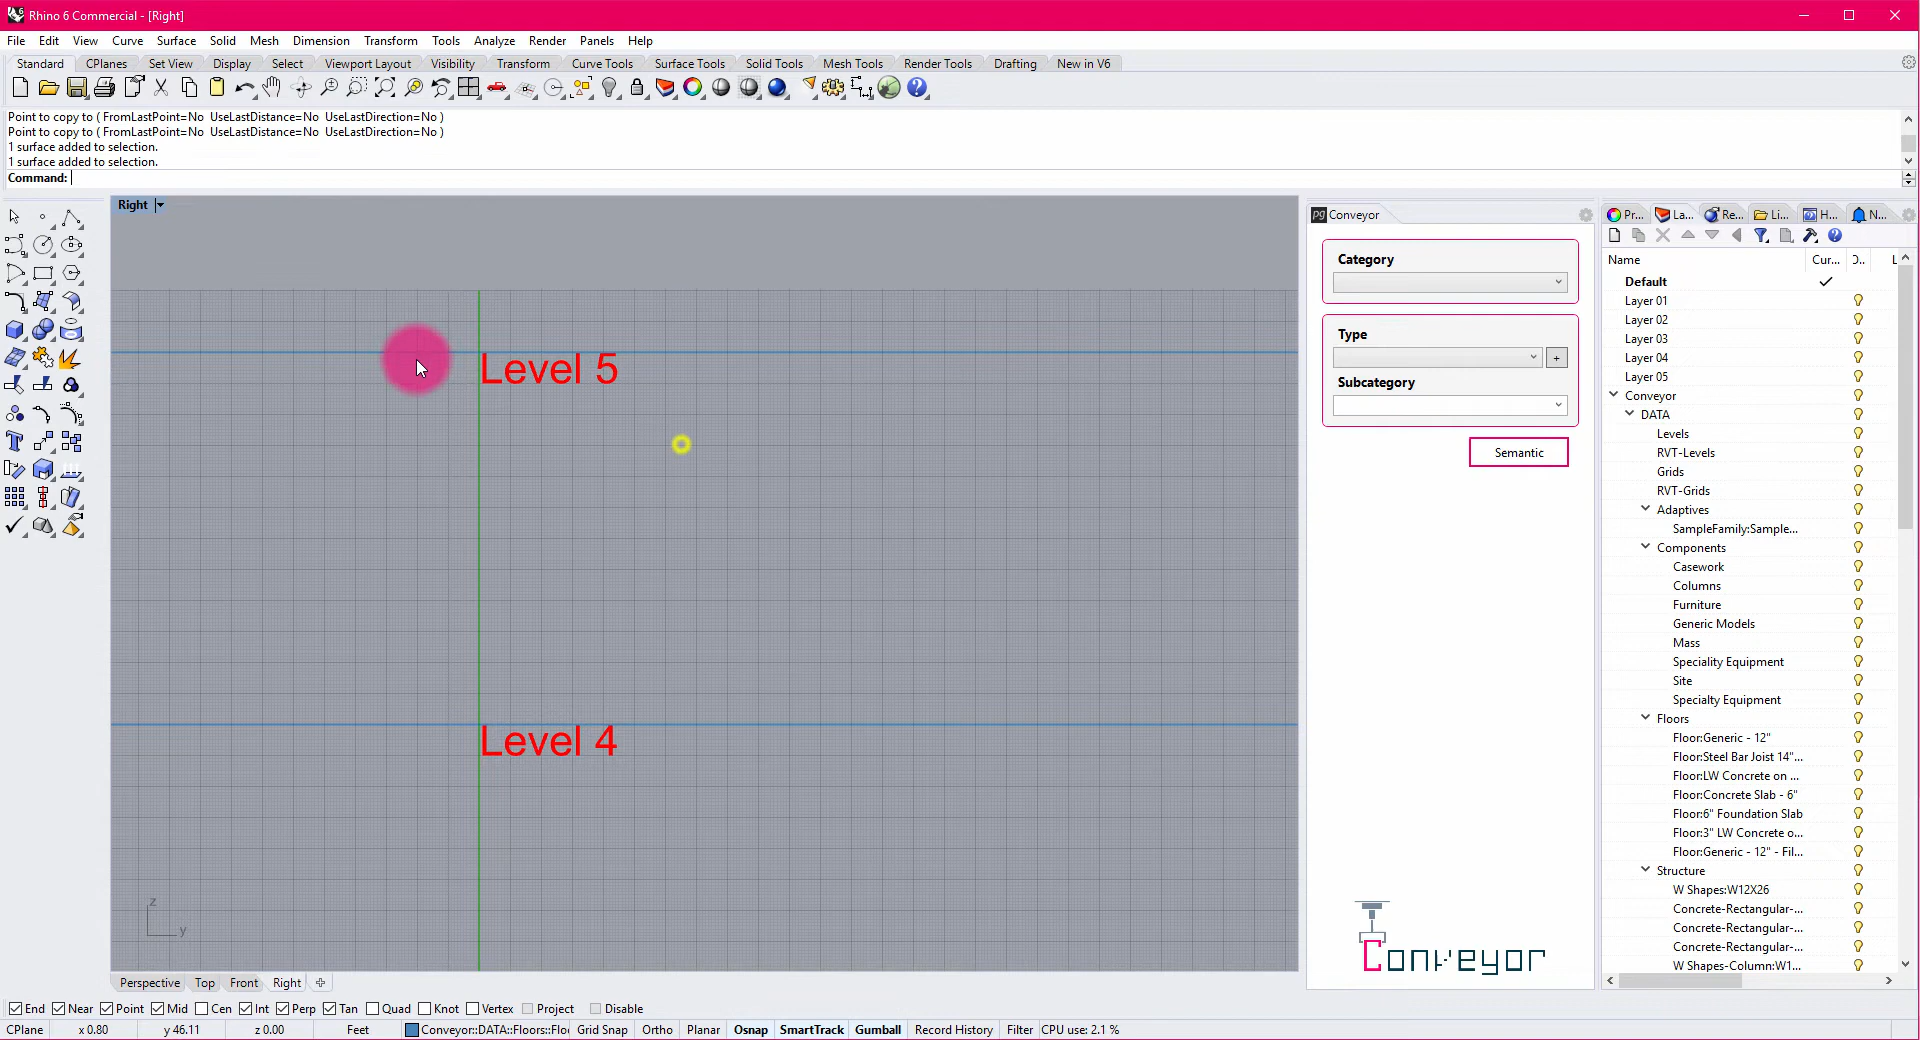 Rhino 6 Commercial - [Right]
File Edit View Curve Surface Solid Mesh Dimension Transform Tools Analyze Render Panels Help
Standard CPlanes Set View Display Select Viewport Layout Visibility Transform Curve Tools Surface Tools Solid Tools Mesh Tools Render Tools Drafting New in V6
Point to copy to ( FromLastPoint=No UseLastDistance=No UseLastDirection=No )
Point to copy to ( FromLastPoint=No UseLastDistance=No UseLastDirection=No )
1 surface added to selection.
1 surface added to selection.
Command:
Right
Level 5
Level 4
z
y
Perspective Top Front Right
pg Conveyor
Category
Type
+
Subcategory
Semantic
Conveyor
Pr... La... Re... Li... H... N...
Name Cur... L
Default
Layer 01
Layer 02
Layer 03
Layer 04
Layer 05
Conveyor
DATA
Levels
RVT-Levels
Grids
RVT-Grids
Adaptives
SampleFamily:Sample...
Components
Casework
Columns
Furniture
Generic Models
Mass
Speciality Equipment
Site
Specialty Equipment
Floors
Floor:Generic - 12"
Floor:Steel Bar Joist 14"...
Floor:LW Concrete on ...
Floor:Concrete Slab - 6"
Floor:6" Foundation Slab
Floor:3" LW Concrete o...
Floor:Generic - 12" - Fil...
Structure
W Shapes:W12X26
Concrete-Rectangular-...
Concrete-Rectangular-...
Concrete-Rectangular-...
W Shapes-Column:W1...
End Near Point Mid Cen Int Perp Tan Quad Knot Vertex Project Disable
CPlane x 0.80 y 46.11 z 0.00 Feet Conveyor::DATA::Floors::Flo Grid Snap Ortho Planar Osnap SmartTrack Gumball Record History Filter CPU use: 2.1 %